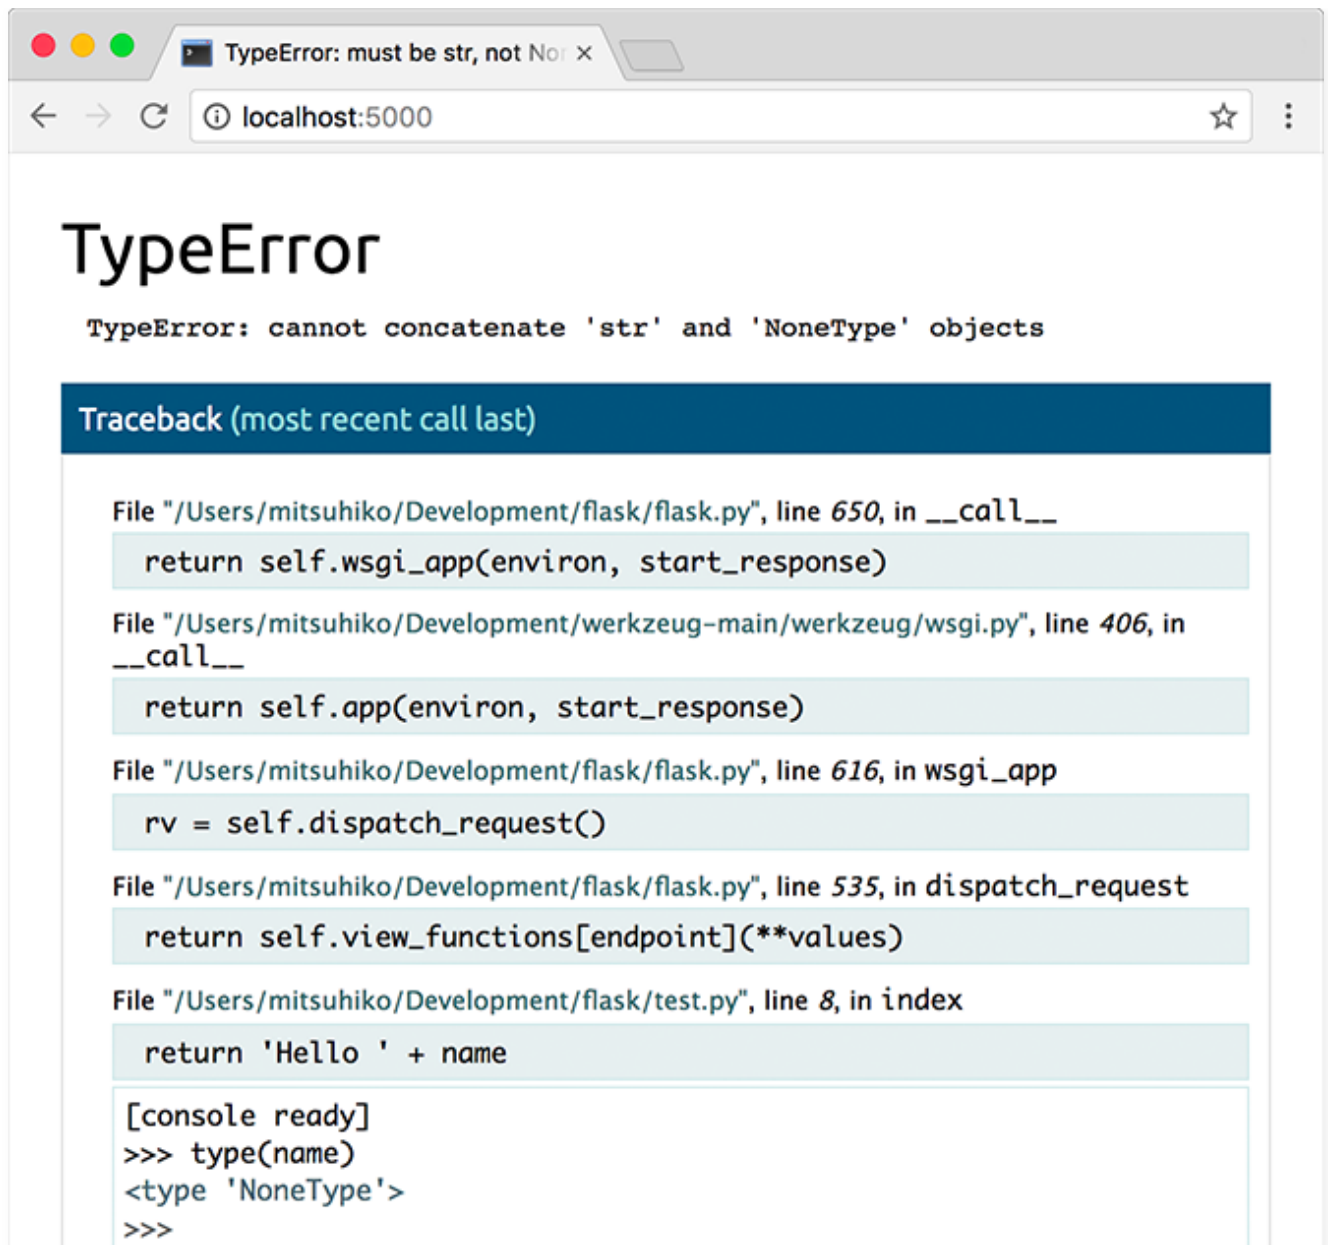 TypeError: must be str, not Non
localhost:5000
TypeError
TypeError: cannot concatenate 'str' and 'NoneType' objects
Traceback (most recent call last)
File "/Users/mitsuhiko/Development/flask/flask.py", line 650, in __call__
return self.wsgi_app(environ, start_response)
File "/Users/mitsuhiko/Development/werkzeug-main/werkzeug/wsgi.py", line 406, in
__call__
return self.app(environ, start_response)
File "/Users/mitsuhiko/Development/flask/flask.py", line 616, in wsgi_app
rv = self.dispatch_request()
File "/Users/mitsuhiko/Development/flask/flask.py", line 535, in dispatch_request
return self.view_functions[endpoint](**values)
File "/Users/mitsuhiko/Development/flask/test.py", line 8, in index
return 'Hello ' + name
[console ready]
>>> type(name)
<type 'NoneType'>
>>>